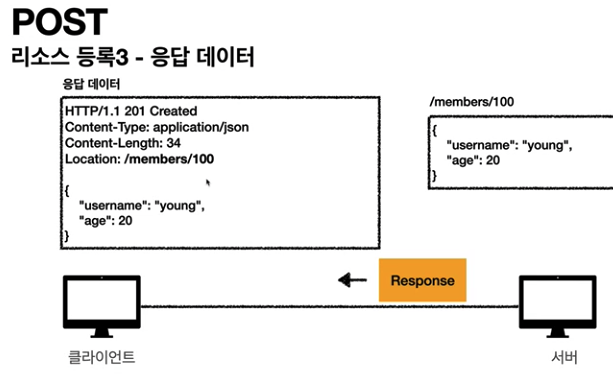 POST
리소스 등록3 - 응답 데이터
응답 데이터
HTTP/1.1 201 Created
Content-Type: application/json
Content-Length: 34
Location: /members/100
{
"username": "young",
"age": 20
}
/members/100
{
"username": "young",
"age": 20
}
Response
클라이언트
서버